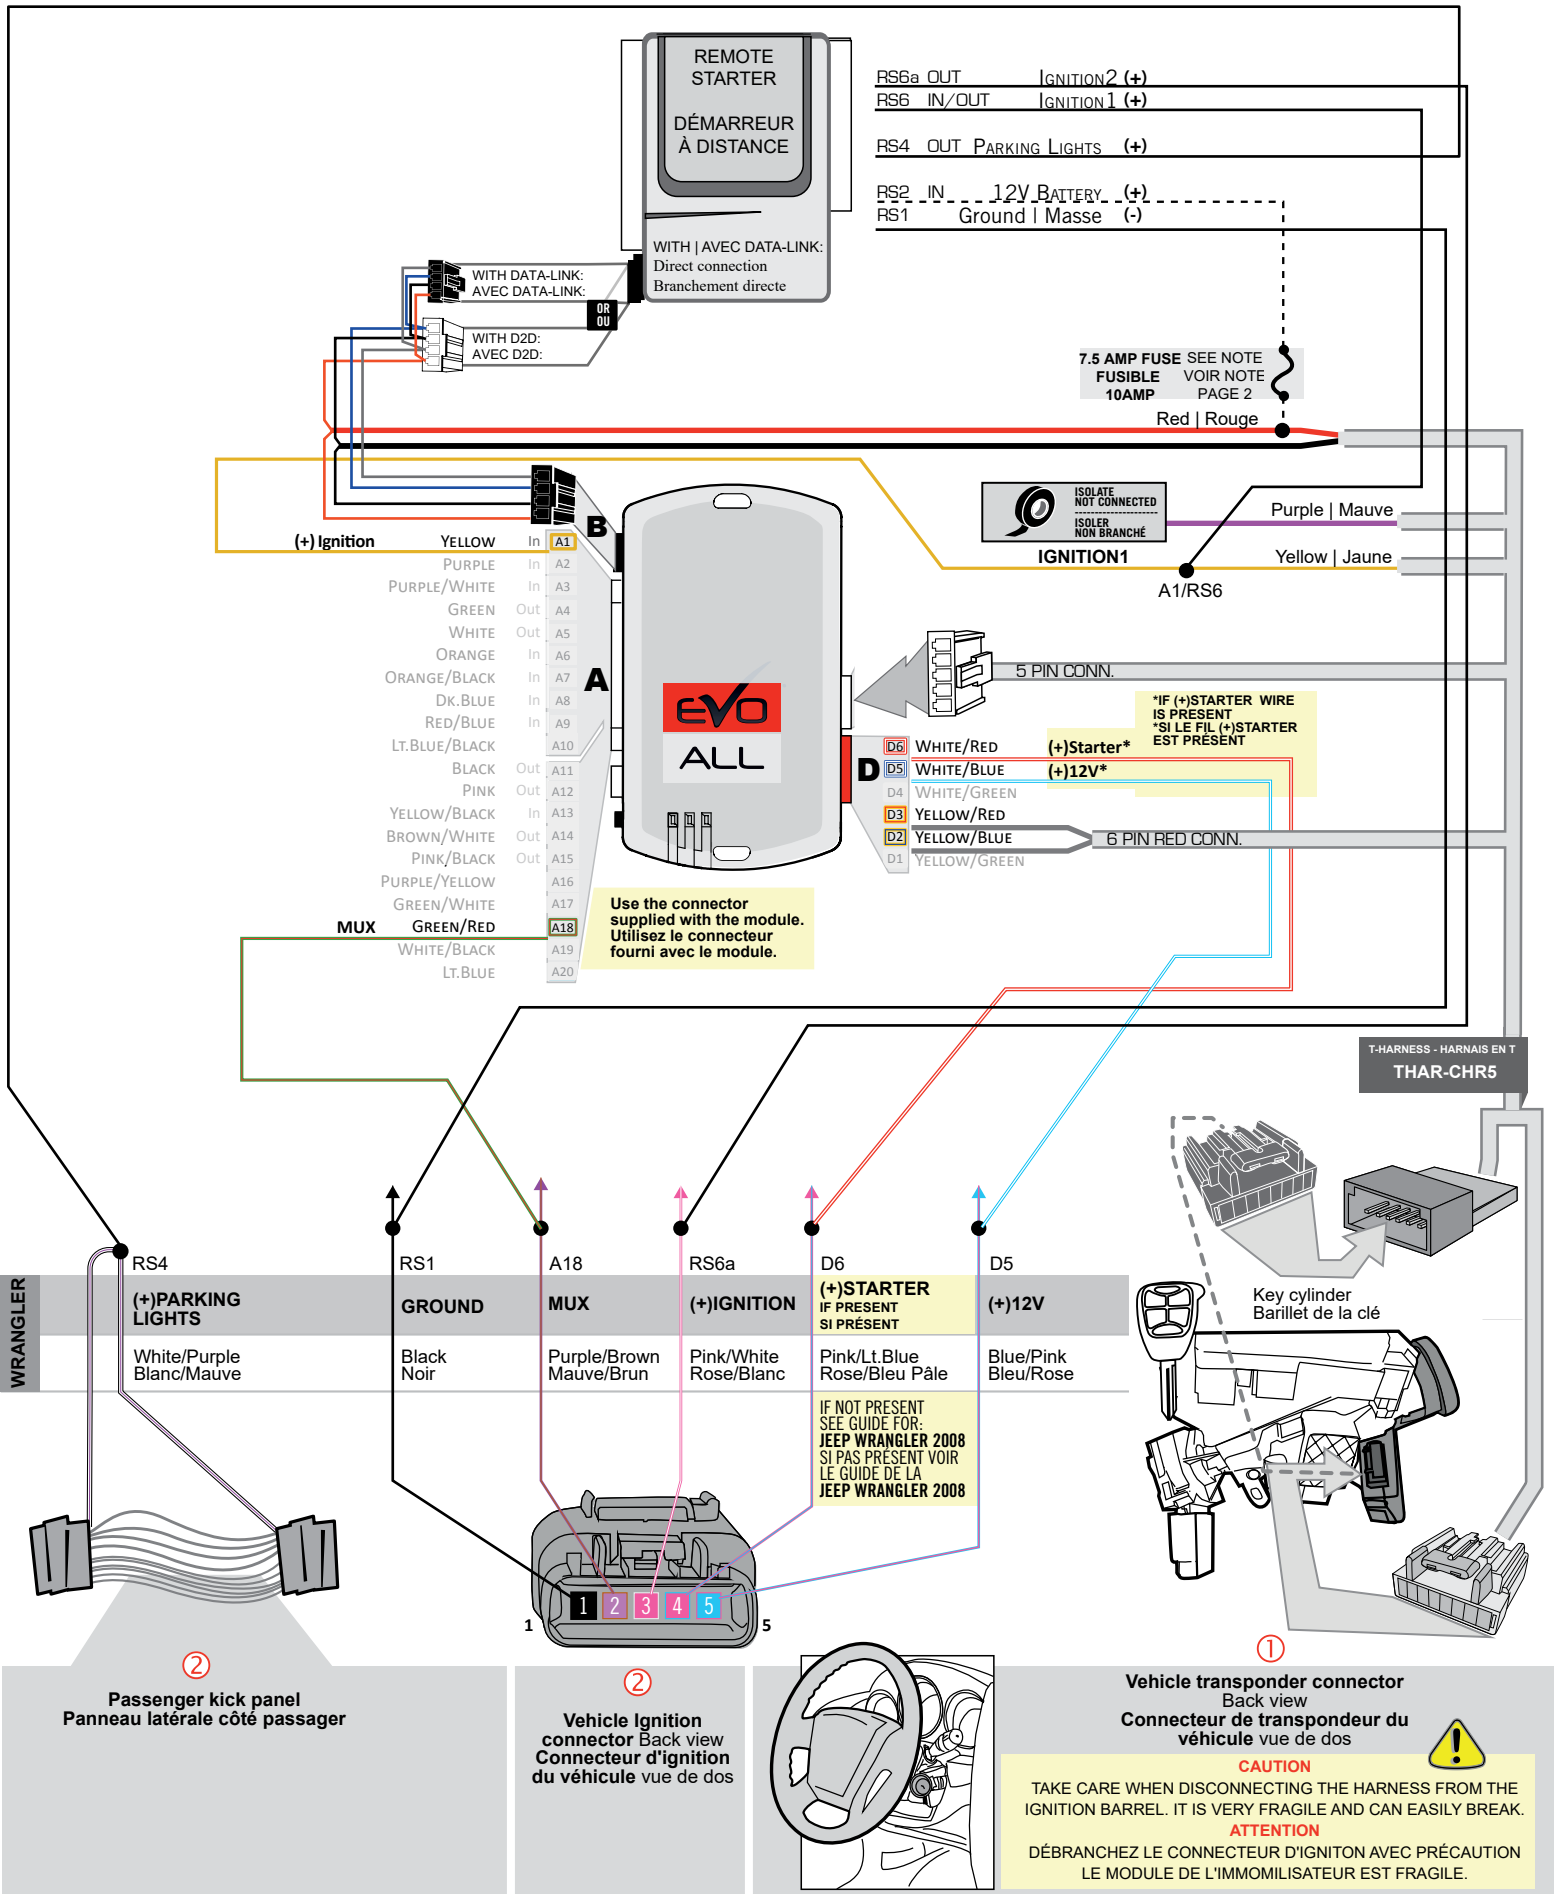 REMOTE
STARTER
DÉMARREUR
À DISTANCE
WITH | AVEC DATA-LINK:
Direct connection
Branchement directe
RS6a OUT Ignition2 (+)
RS6 IN/OUT Ignition1 (+)
RS4 OUT Parking Lights (+)
RS2 IN 12V Battery (+)
RS1 Ground | Masse (-)
WITH DATA-LINK:
AVEC DATA-LINK:
OR
OU
WITH D2D:
AVEC D2D:
7.5 AMP FUSE SEE NOTE
FUSIBLE VOIR NOTE
10AMP PAGE 2
Red | Rouge
ISOLATE
NOT CONNECTED
ISOLER
NON BRANCHÉ
Purple | Mauve
IGNITION1
Yellow | Jaune
A1/RS6
B
(+) Ignition Yellow In A1
Purple In A2
Purple/White In A3
Green Out A4
White Out A5
Orange In A6
Orange/Black In A7
Dk.Blue In A8
Red/Blue In A9
Lt.Blue/Black A10
Black Out A11
Pink Out A12
Yellow/Black In A13
Brown/White Out A14
Pink/Black Out A15
Purple/Yellow A16
Green/White A17
MUX Green/Red A18
White/Black A19
Lt.Blue A20
A
EVO
ALL
5 PIN CONN.
*IF (+)STARTER WIRE
IS PRESENT
*SI LE FIL (+)STARTER
EST PRÉSENT
D
D6 White/Red (+)Starter*
D5 White/Blue (+)12V*
D4 White/Green
D3 Yellow/Red
D2 Yellow/Blue
D1 Yellow/Green
6 PIN RED CONN.
Use the connector
supplied with the module.
Utilisez le connecteur
fourni avec le module.
T-HARNESS - HARNAIS EN T
THAR-CHR5
RS4
RS1
A18
RS6a
D6
D5
WRANGLER
(+)PARKING
LIGHTS
GROUND
MUX
(+)IGNITION
(+)STARTER
IF PRESENT
SI PRÉSENT
(+)12V
White/Purple
Blanc/Mauve
Black
Noir
Purple/Brown
Mauve/Brun
Pink/White
Rose/Blanc
Pink/Lt.Blue
Rose/Bleu Pâle
Blue/Pink
Bleu/Rose
IF NOT PRESENT
SEE GUIDE FOR:
JEEP WRANGLER 2008
SI PAS PRÉSENT VOIR
LE GUIDE DE LA
JEEP WRANGLER 2008
Key cylinder
Barillet de la clé
1 2 3 4 5
1
5
2
Passenger kick panel
Panneau latérale côté passager
2
Vehicle Ignition
connector Back view
Connecteur d'ignition
du véhicule vue de dos
1
Vehicle transponder connector
Back view
Connecteur de transpondeur du
véhicule vue de dos
CAUTION
TAKE CARE WHEN DISCONNECTING THE HARNESS FROM THE
IGNITION BARREL. IT IS VERY FRAGILE AND CAN EASILY BREAK.
ATTENTION
DÉBRANCHEZ LE CONNECTEUR D'IGNITON AVEC PRÉCAUTION
LE MODULE DE L'IMMOMILISATEUR EST FRAGILE.